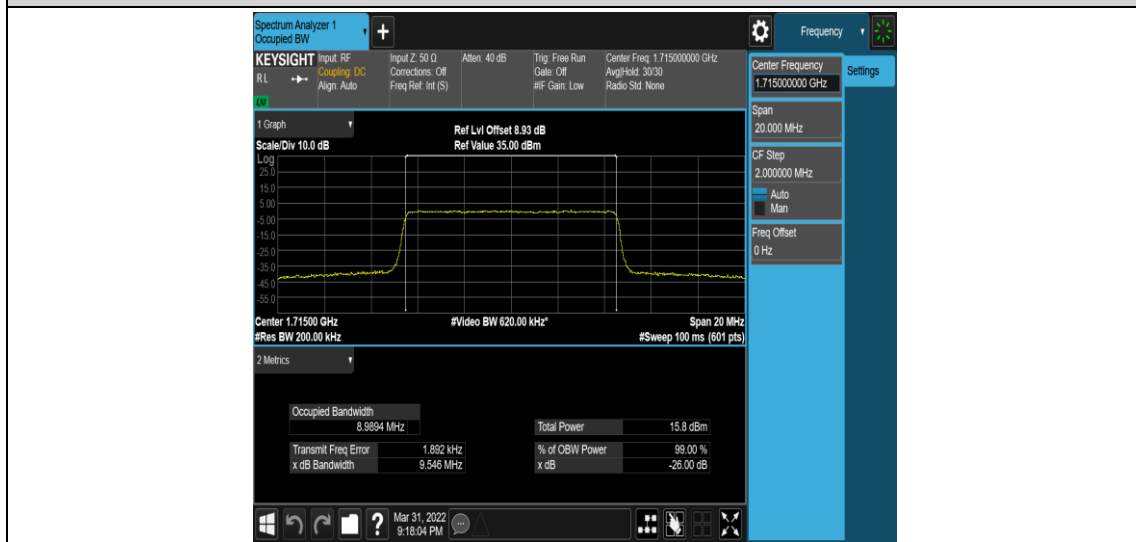 Spectrum Analyzer 1
Occupied BW
Frequency
KEYSIGHT
Input: RF
Input Z: 50 Ω
Atten: 40 dB
Trig: Free Run
Center Freq: 1.715000000 GHz
RL
Coupling: DC
Corrections: Off
Gate: Off
Avg|Hold: 30/30
Align: Auto
Freq Ref: Int (S)
#IF Gain: Low
Radio Std: None
LXI
Center Frequency
1.715000000 GHz
Settings
Span
20.000 MHz
CF Step
2.000000 MHz
Auto
Man
Freq Offset
0 Hz
1 Graph
Ref Lvl Offset 8.93 dB
Scale/Div 10.0 dB
Ref Value 35.00 dBm
Log
25.0
15.0
5.00
-5.00
-15.0
-25.0
-35.0
-45.0
-55.0
Center 1.71500 GHz
#Video BW 620.00 kHz*
Span 20 MHz
#Res BW 200.00 kHz
#Sweep 100 ms (601 pts)
2 Metrics
Occupied Bandwidth
8.9894 MHz
Total Power 15.8 dBm
Transmit Freq Error 1.892 kHz
% of OBW Power 99.00 %
x dB Bandwidth 9.546 MHz
x dB -26.00 dB
Mar 31, 2022
9:18:04 PM